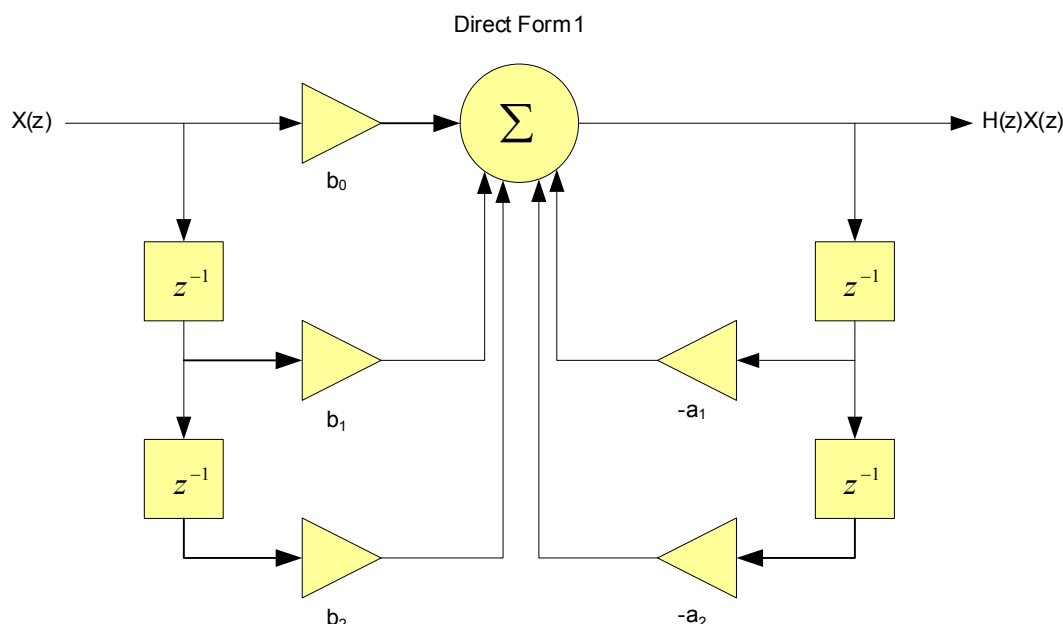 Direct Form 1
X(z)
Σ
H(z)X(z)
b₀
z⁻¹
z⁻¹
b₁
-a₁
z⁻¹
z⁻¹
b₂
-a₂